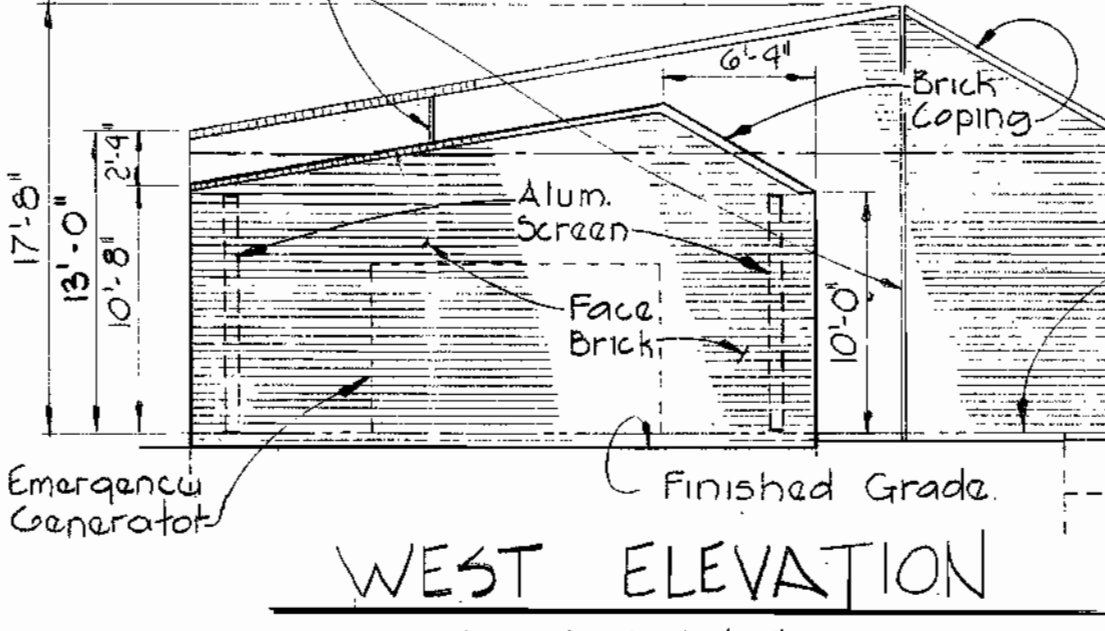 6'-4"
Brick
Coping
17'-8"
13'-0"
2'-4"
10'-8"
Alum.
Screen
Face
Brick
10'-0"
Emergency
Generator
Finished Grade.
WEST ELEVATION